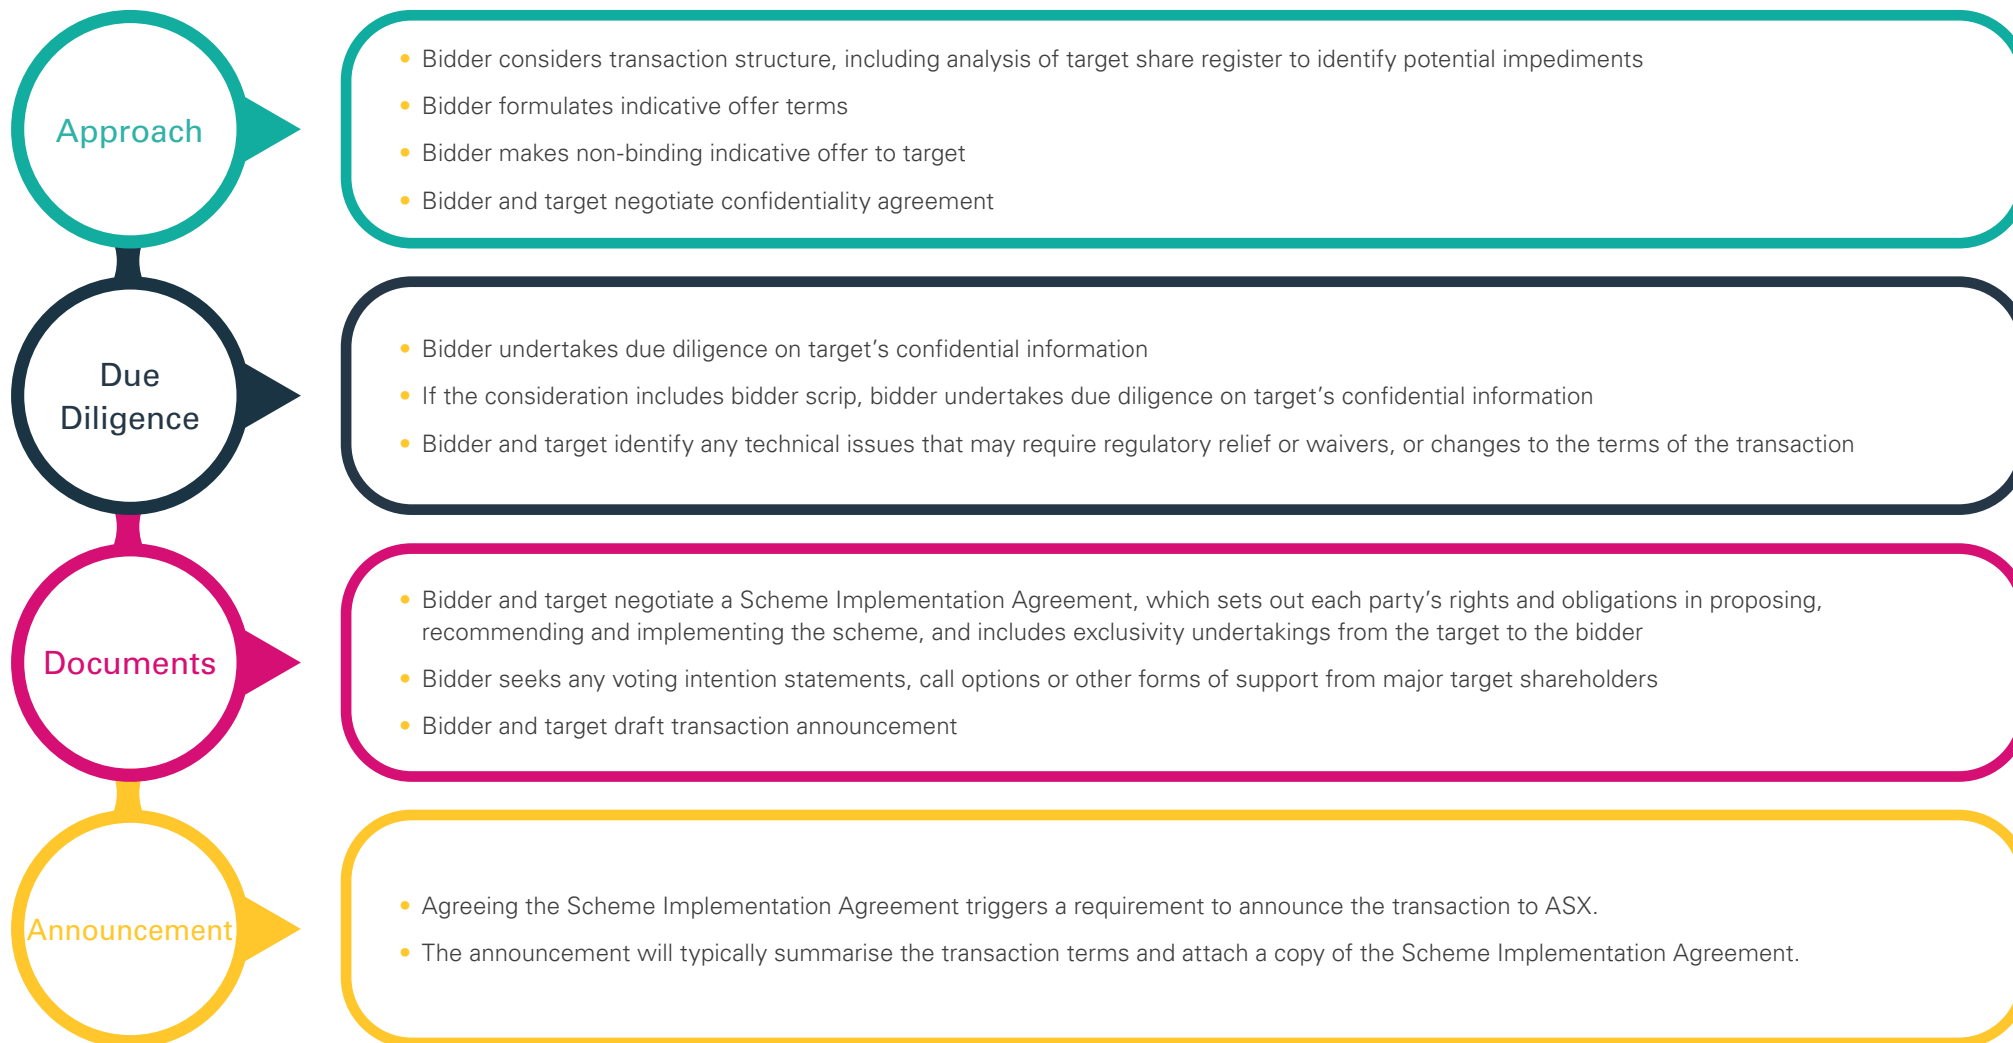 Approach
• Bidder considers transaction structure, including analysis of target share register to identify potential impediments
• Bidder formulates indicative offer terms
• Bidder makes non-binding indicative offer to target
• Bidder and target negotiate confidentiality agreement
Due
Diligence
• Bidder undertakes due diligence on target’s confidential information
• If the consideration includes bidder scrip, bidder undertakes due diligence on target’s confidential information
• Bidder and target identify any technical issues that may require regulatory relief or waivers, or changes to the terms of the transaction
Documents
• Bidder and target negotiate a Scheme Implementation Agreement, which sets out each party’s rights and obligations in proposing,
recommending and implementing the scheme, and includes exclusivity undertakings from the target to the bidder
• Bidder seeks any voting intention statements, call options or other forms of support from major target shareholders
• Bidder and target draft transaction announcement
Announcement
• Agreeing the Scheme Implementation Agreement triggers a requirement to announce the transaction to ASX.
• The announcement will typically summarise the transaction terms and attach a copy of the Scheme Implementation Agreement.